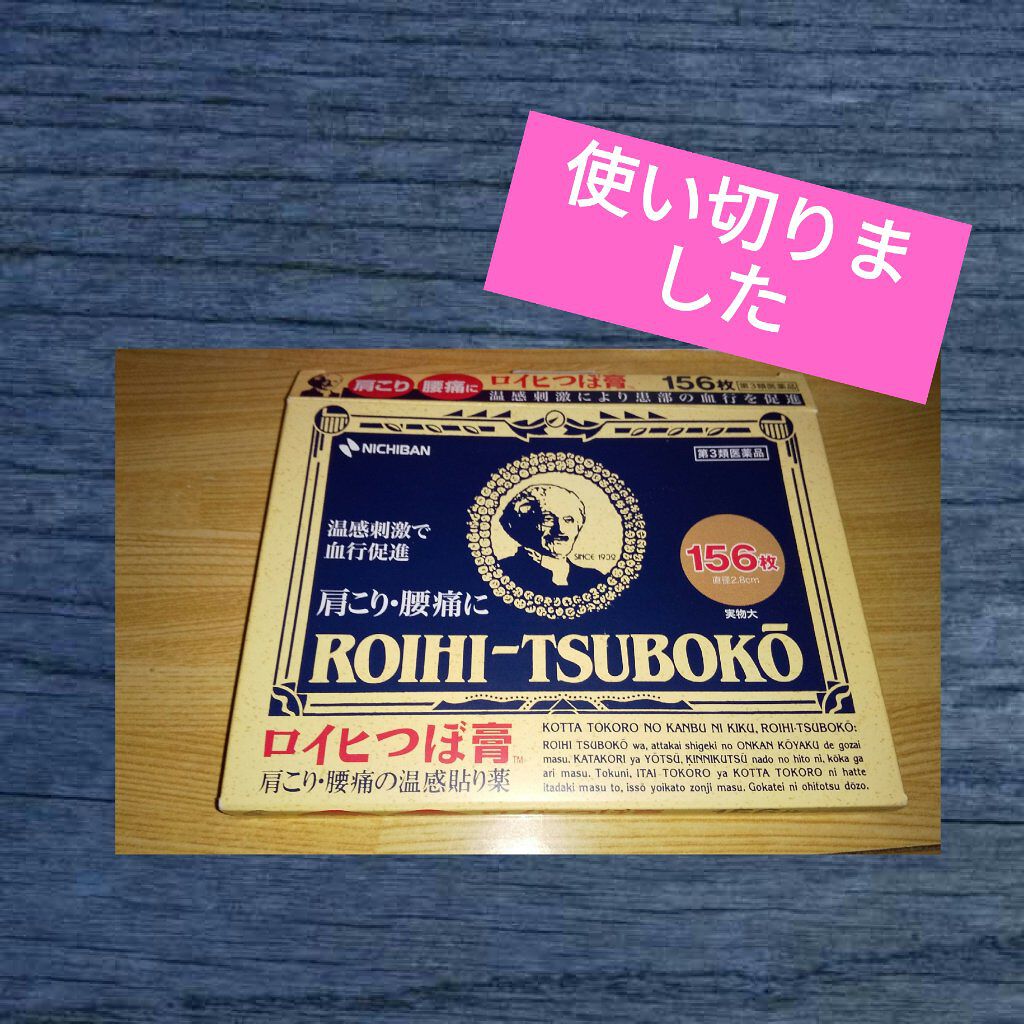 使い切りま
した
肩こり 腰痛に ロイヒつぼ膏™ 156枚 第3類医薬品
温感刺激により患部の血行を促進
NICHIBAN
第3類医薬品
温感刺激で
血行促進
SINCE 1932
156枚
直径2.8cm
実物大
肩こり・腰痛に
ROIHI-TSUBOKŌ
ロイヒつぼ膏™
肩こり・腰痛の温感貼り薬
KOTTA TOKORO NO KANBU NI KIKU, ROIHI-TSUBOKŌ:
ROIHI TSUBOKŌ wa, attakai shigeki no ONKAN KŌYAKU de gozai
masu. KATAKORI ya YŌTSŪ, KINNIKUTSŪ nado no hito ni, kōka ga
ari masu. Tokuni, ITAI TOKORO ya KOTTA TOKORO ni hatte
itadaki masu to, issō yoikato zonji masu. Gokatei ni ohitotsu dōzo.